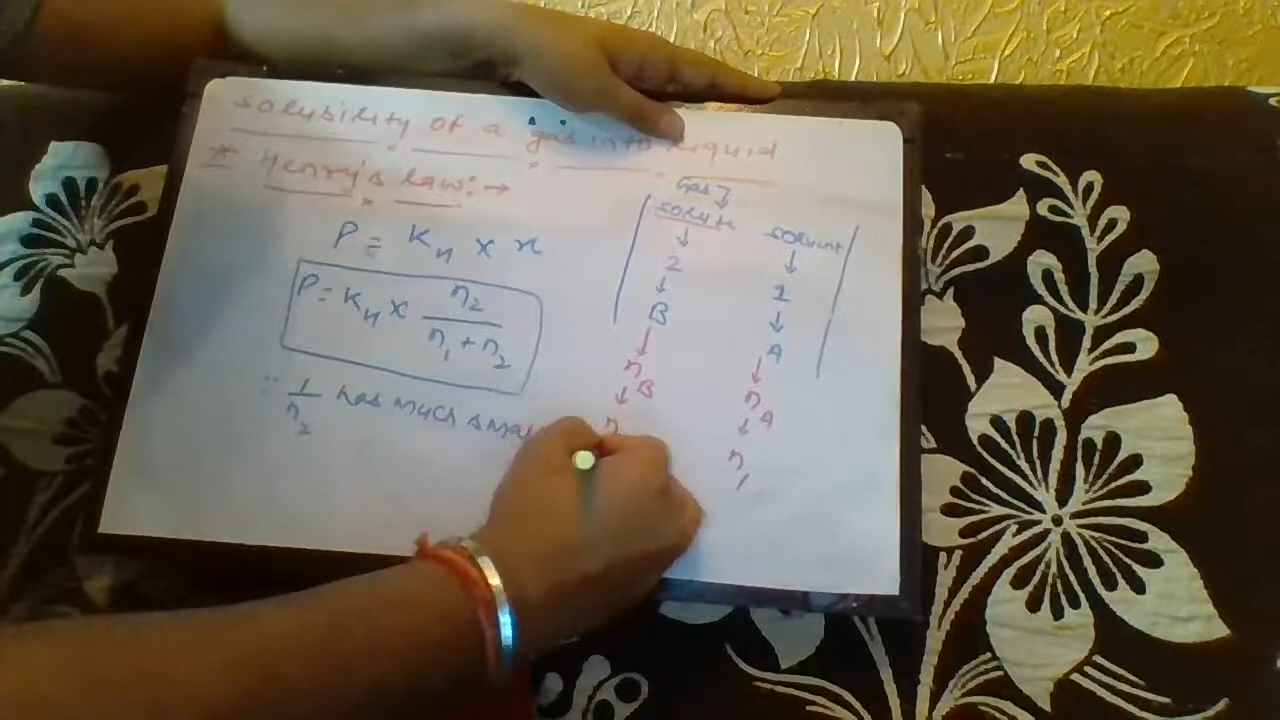 solubility of a gas into liquid
* Henry's law:→
P = K_H × x
P = K_H × n₂ / (n₁ + n₂)
∵ 1/n₂ has much
Gas
solute
↓
2
↓
B
↓
n_B
↓
n
solvent
↓
1
↓
A
↓
n_A
↓
n₁